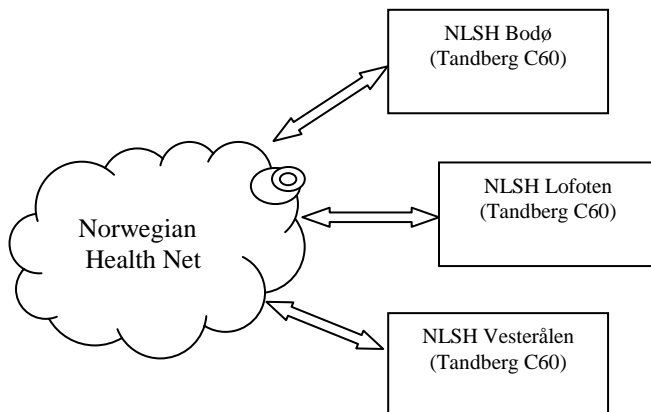 NLSH Bodø
(Tandberg C60)
NLSH Lofoten
(Tandberg C60)
Norwegian
Health Net
NLSH Vesterålen
(Tandberg C60)